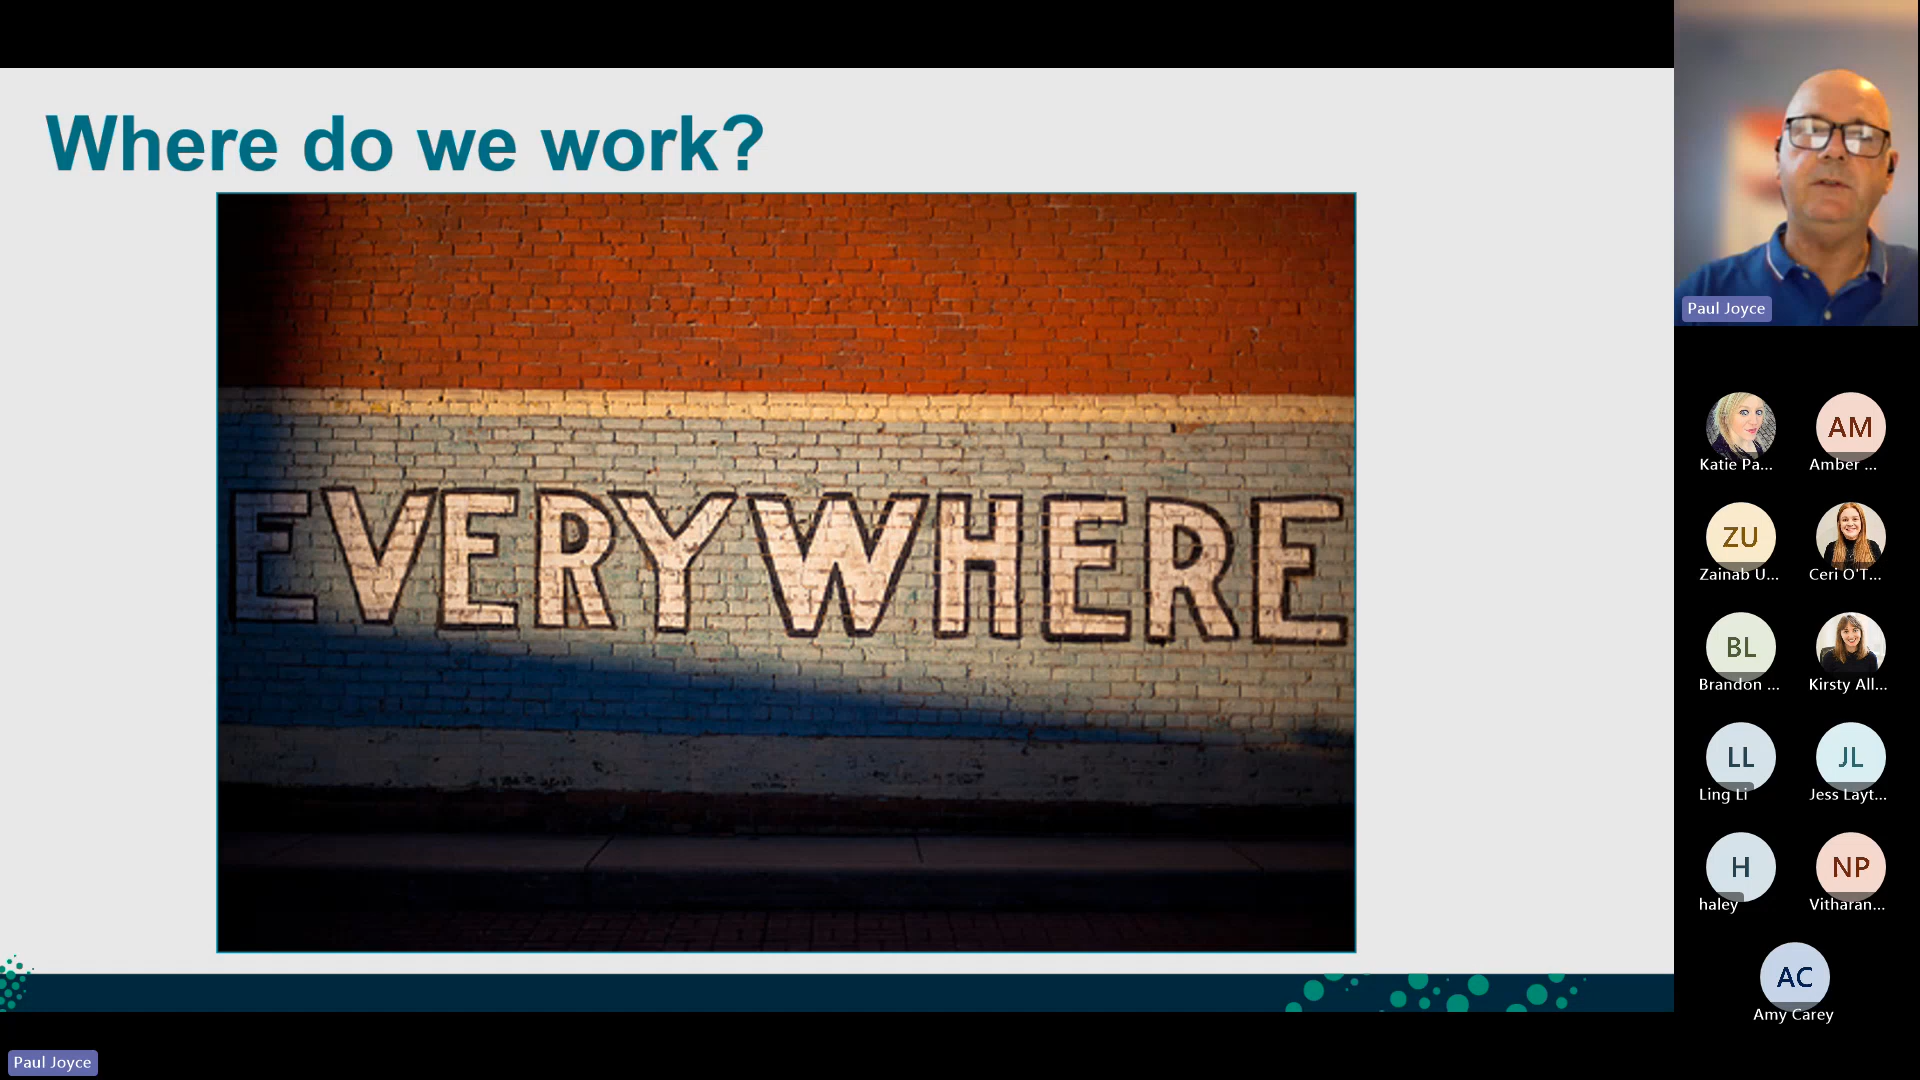 Where do we work?
EVERYWHERE
Paul Joyce
Katie Pa...
AM
Amber ...
ZU
Zainab U...
Ceri O'T...
BL
Brandon ...
Kirsty All...
LL
Ling Li
JL
Jess Layt...
H
haley
NP
Vitharan...
AC
Amy Carey
Paul Joyce